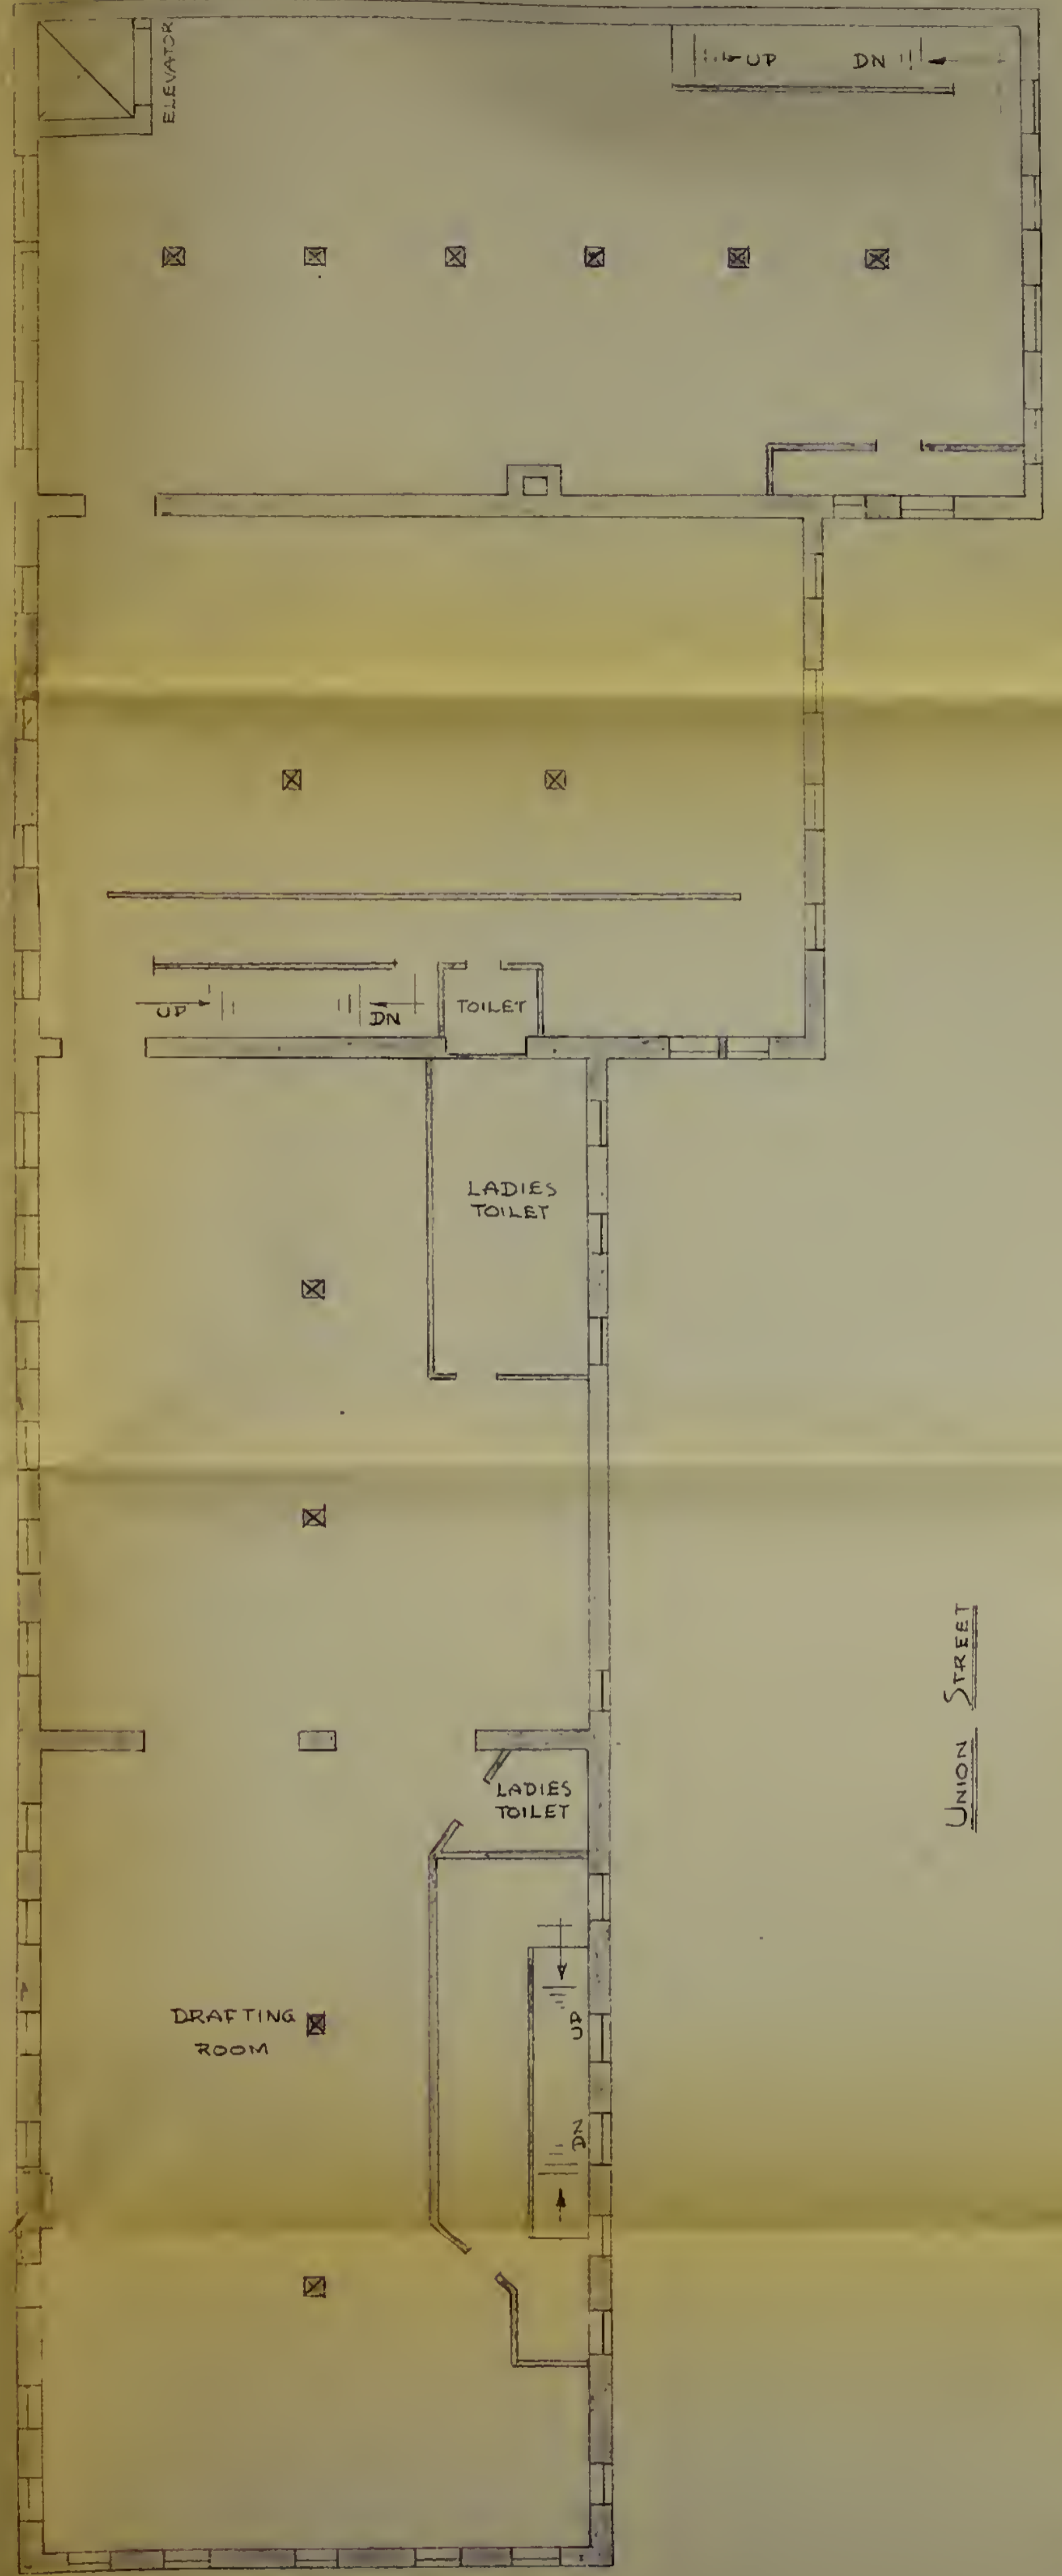 ELEVATOR
UP
DN
UP
DN
TOILET
LADIES
TOILET
UNION STREET
LADIES
TOILET
DRAFTING
ROOM
UP
DN